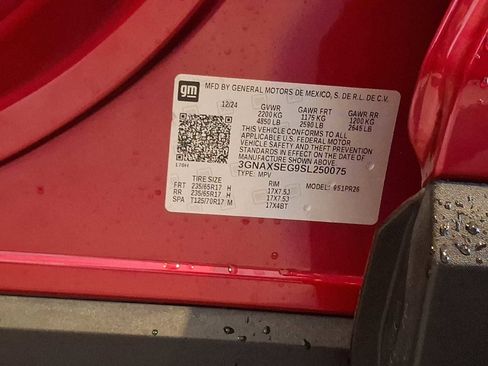 gm
MFD BY GENERAL MOTORS DE MEXICO, S. DE R.L. DE C.V.
12/24 GVWR GAWR FRT GAWR RR
2200 KG 1175 KG 1200 KG
4850 LB 2590 LB 2645 LB
THIS VEHICLE CONFORMS TO ALL
APPLICABLE U.S. FEDERAL MOTOR
VEHICLE SAFETY AND THEFT PREVENTION
STANDARDS IN EFFECT ON THE DATE OF
MANUFACTURE SHOWN ABOVE.
3GNAXSEG9SL250075
TYPE: MPV
TIRE SIZE RIM MODEL:
FRT 235/65R17 H 17X7.5J
RR 235/65R17 H 17X7.5J
SPA T125/70R17 M 17X4BT